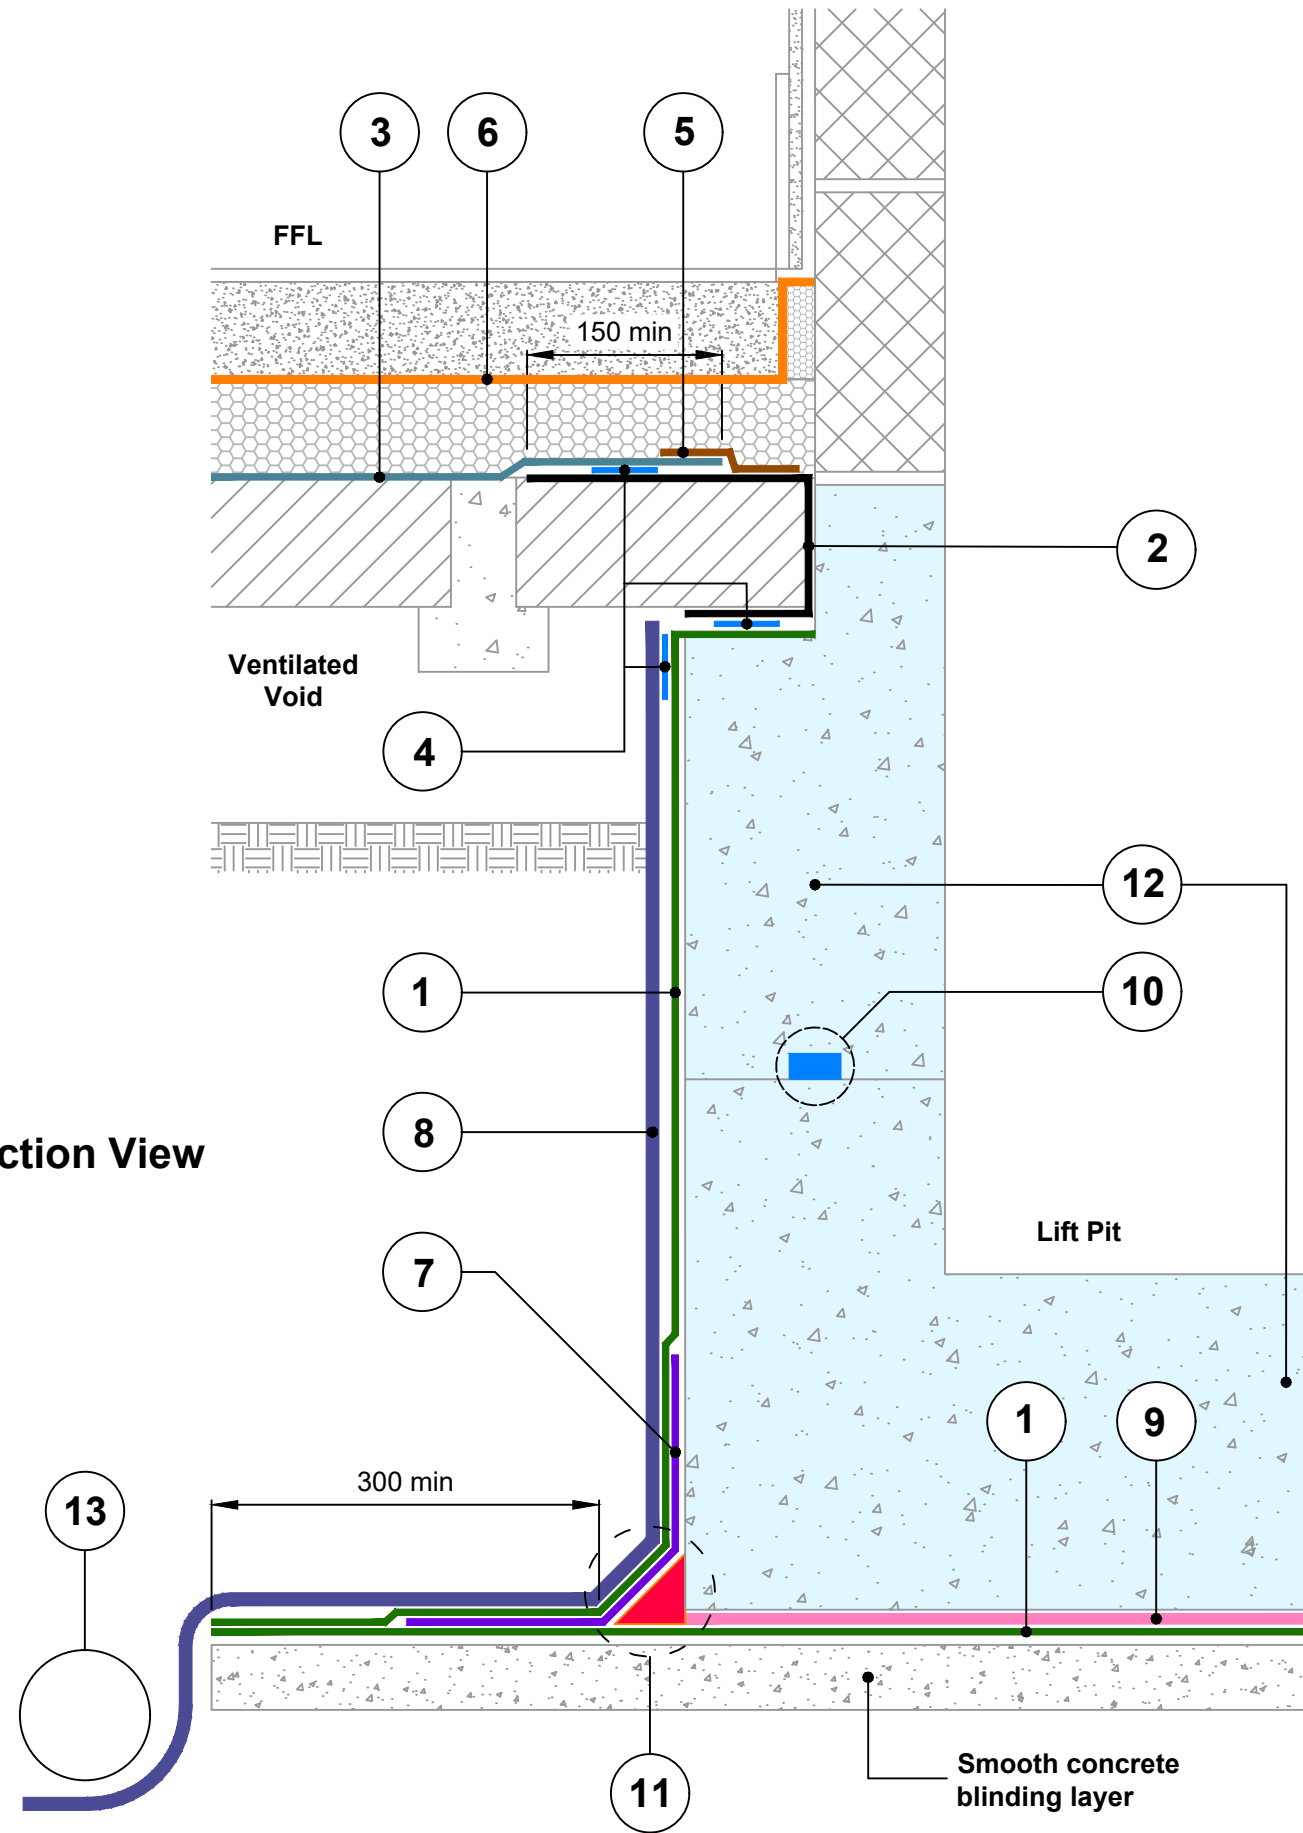 3
6
5
FFL
150 min
2
Ventilated
Void
4
12
1
10
8
ction View
Lift Pit
7
1
9
300 min
13
11
Smooth concrete
blinding layer